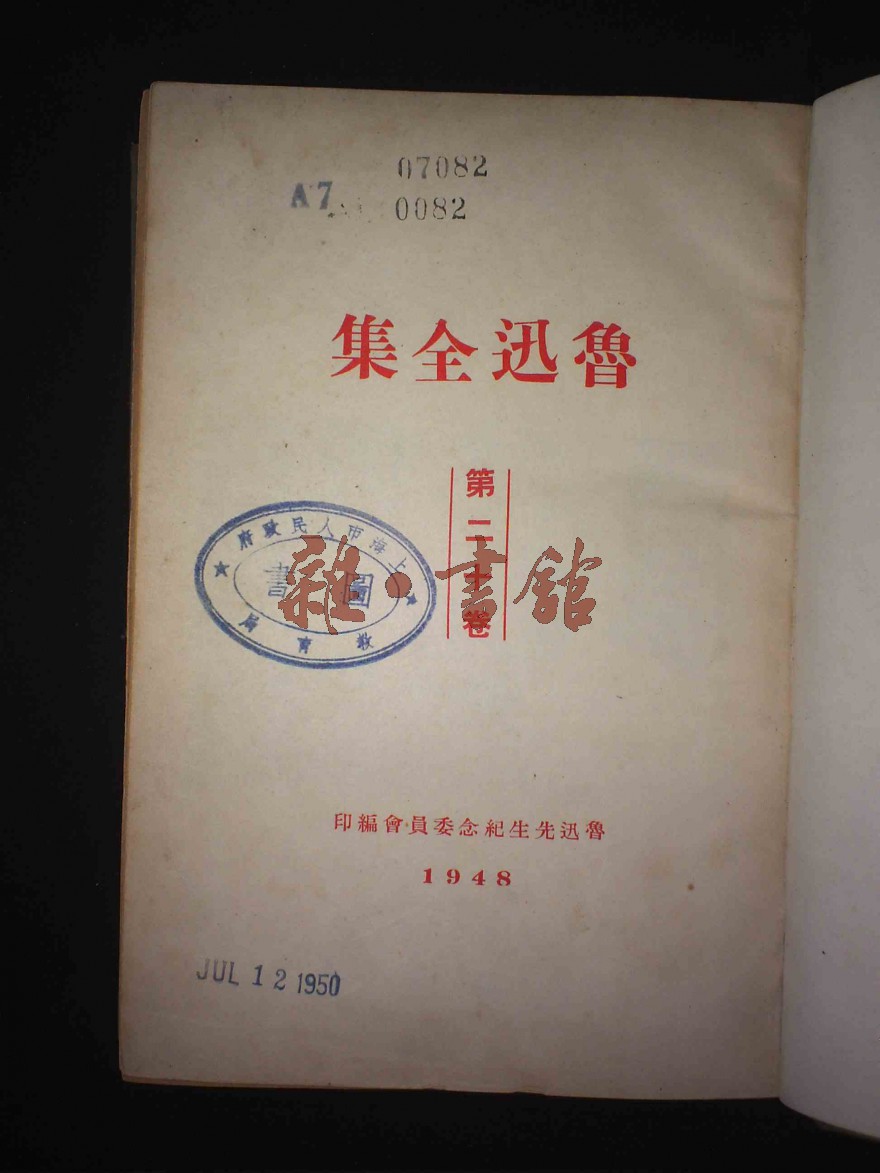 07082
A7
0082
魯迅全集
第二十卷
上海市人民政府
圖書
教育局
雜·書館
魯迅先生紀念委員會編印
1948
JUL 12 1950